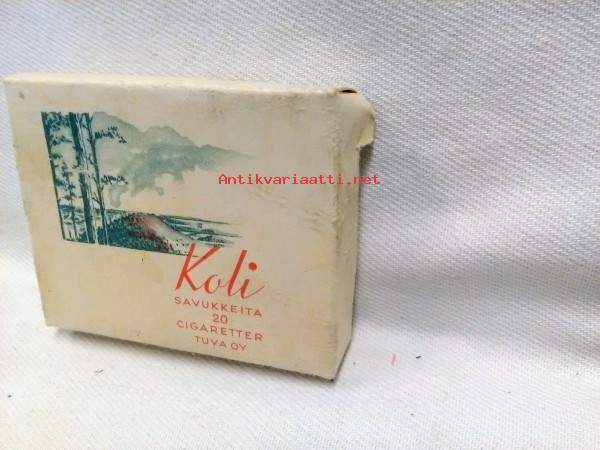 Antikvariaatti.net
Koli
SAVUKKEITA
20
CIGARETTER
TUVA OY